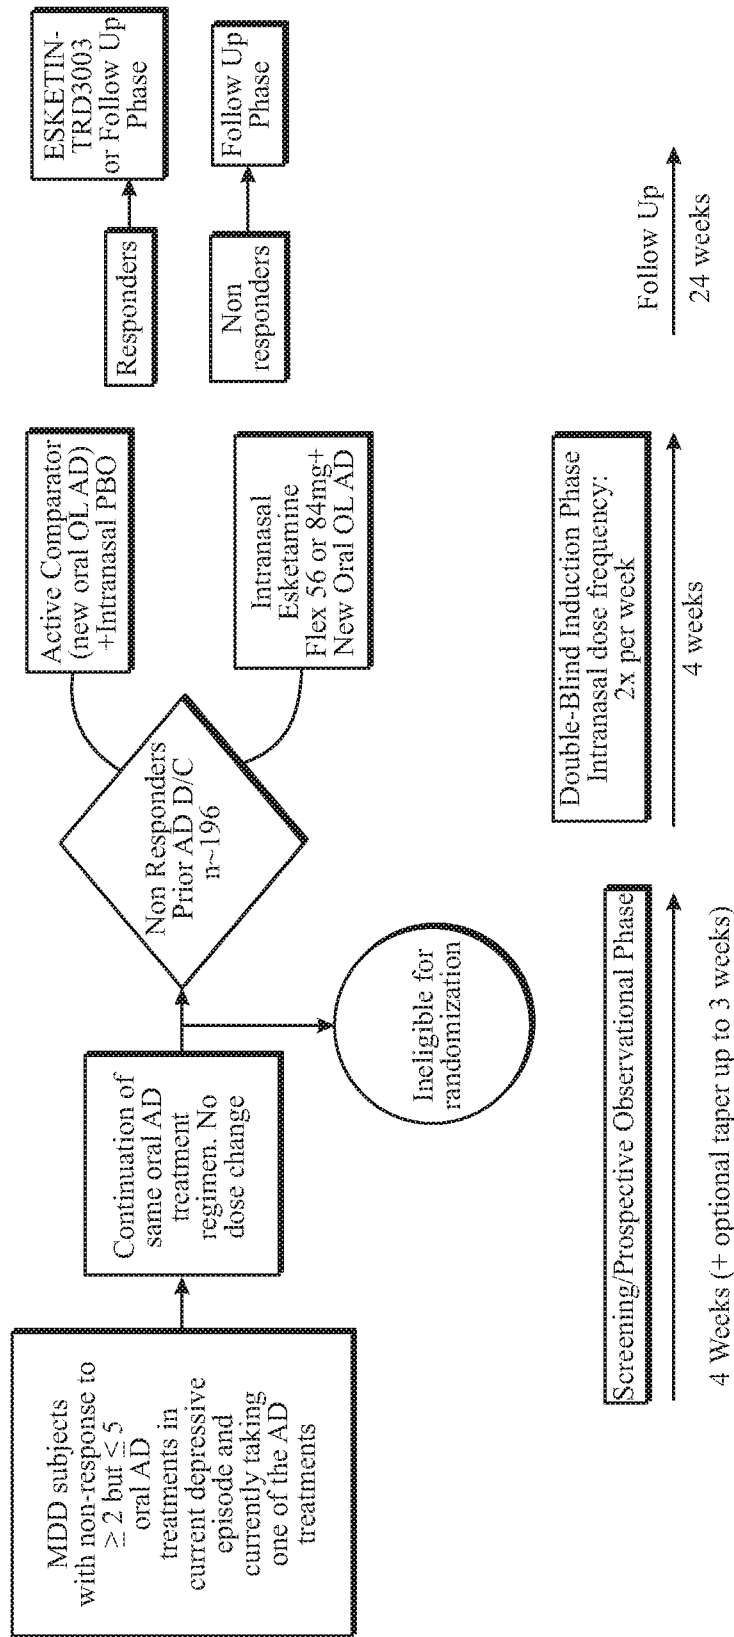 MDD subjects
with non-response to
≥ 2 but ≤ 5
oral AD
treatments in
current depressive
episode and
currently taking
one of the AD
treatments
Continuation of
same oral AD
treatment
regimen. No
dose change
Ineligible for
randomization
Non Responders
Prior AD D/C
n~196
Active Comparator
(new oral OL AD)
+Intranasal PBO
Intranasal
Esketamine
Flex 56 or 84mg+
New Oral OL AD
Responders
ESKETIN-
TRD3003
or Follow Up
Phase
Non
responders
Follow Up
Phase
Screening/Prospective Observational Phase
4 Weeks (+ optional taper up to 3 weeks)
Double-Blind Induction Phase
Intranasal dose frequency:
2x per week
4 weeks
Follow Up
24 weeks